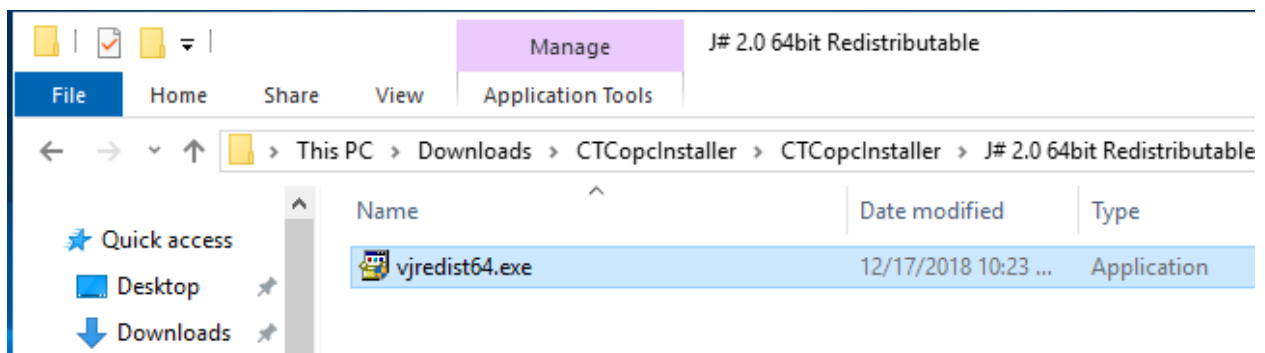 Manage J# 2.0 64bit Redistributable
File Home Share View Application Tools
This PC > Downloads > CTCopcInstaller > CTCopcInstaller > J# 2.0 64bit Redistributable
Name Date modified Type
Quick access
vjredist64.exe 12/17/2018 10:23 ... Application
Desktop
Downloads